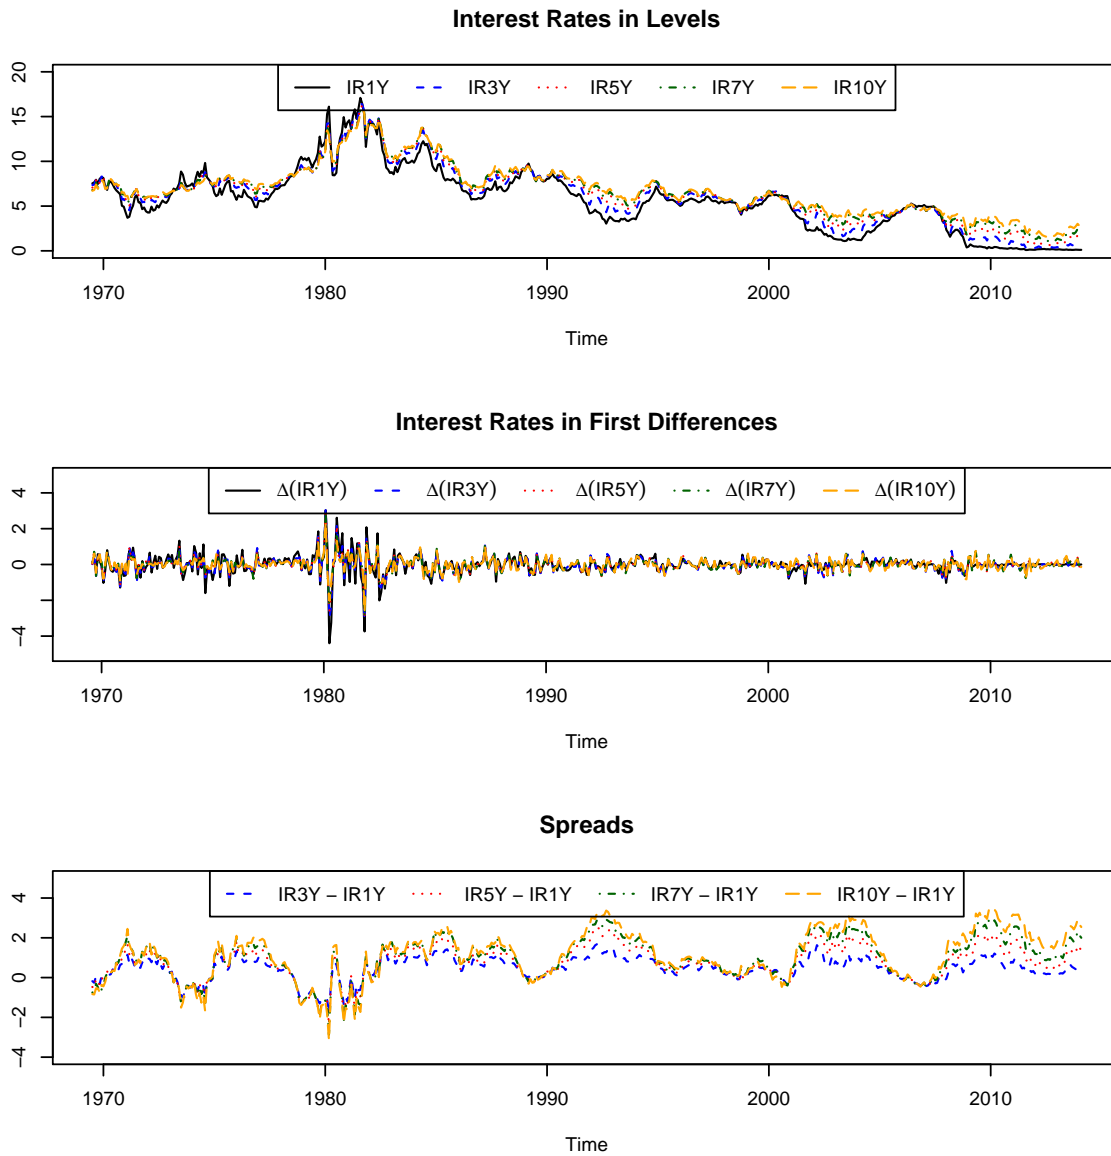 Interest Rates in Levels
IR1Y IR3Y IR5Y IR7Y IR10Y
20
15
10
5
0
1970 1980 1990 2000 2010
Time
Interest Rates in First Differences
Δ(IR1Y) Δ(IR3Y) Δ(IR5Y) Δ(IR7Y) Δ(IR10Y)
4
2
0
−4
1970 1980 1990 2000 2010
Time
Spreads
IR3Y − IR1Y IR5Y − IR1Y IR7Y − IR1Y IR10Y − IR1Y
4
2
0
−2
−4
1970 1980 1990 2000 2010
Time